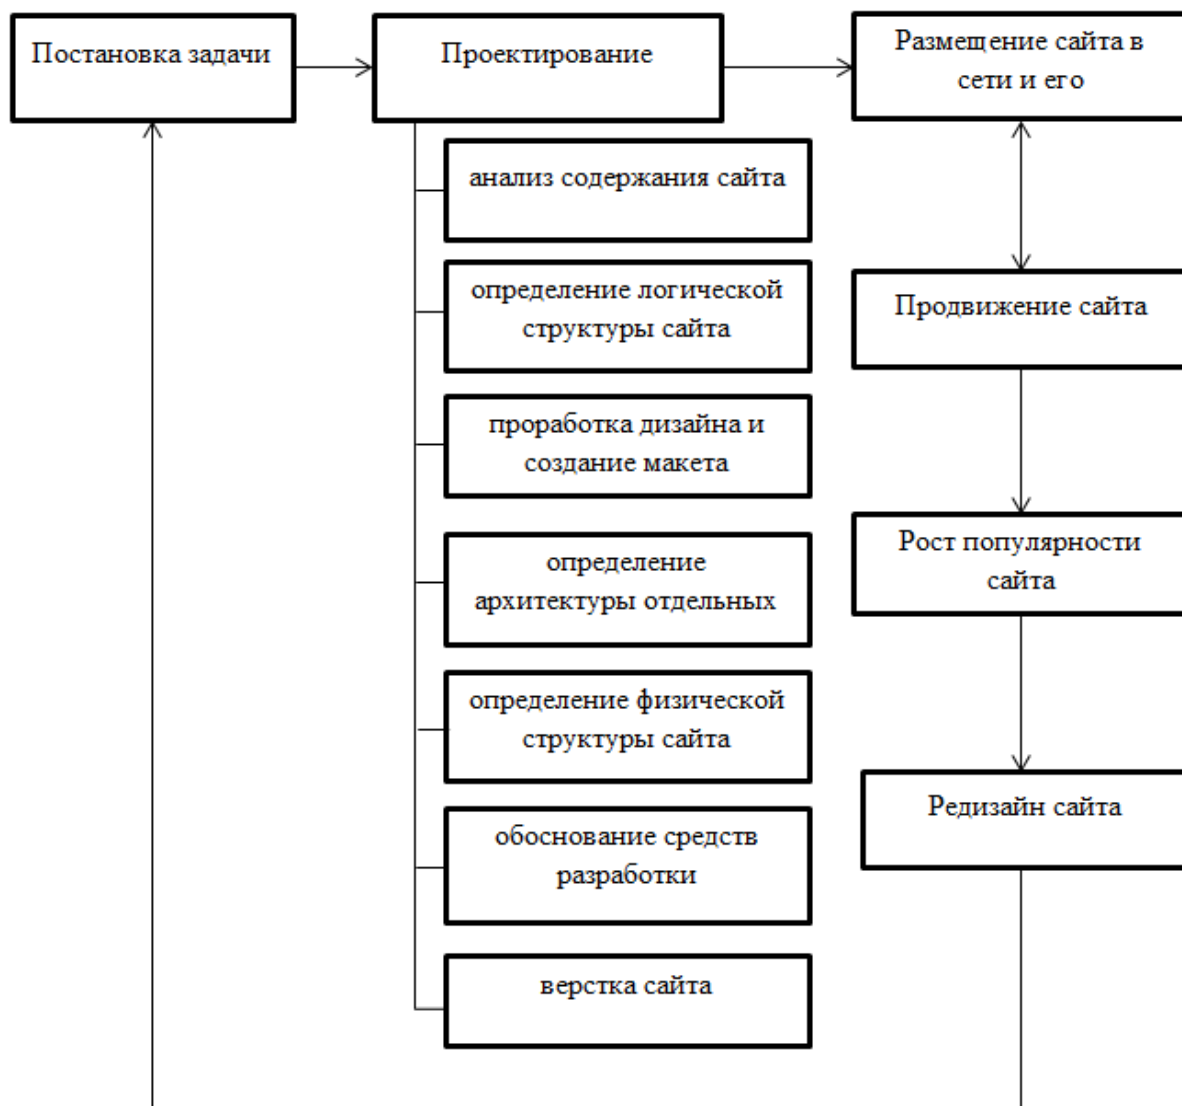 Постановка задачи
Проектирование
Размещение сайта в
сети и его
анализ содержания сайта
определение логической
структуры сайта
проработка дизайна и
создание макета
определение
архитектуры отдельных
определение физической
структуры сайта
обоснование средств
разработки
верстка сайта
Продвижение сайта
Рост популярности
сайта
Редизайн сайта